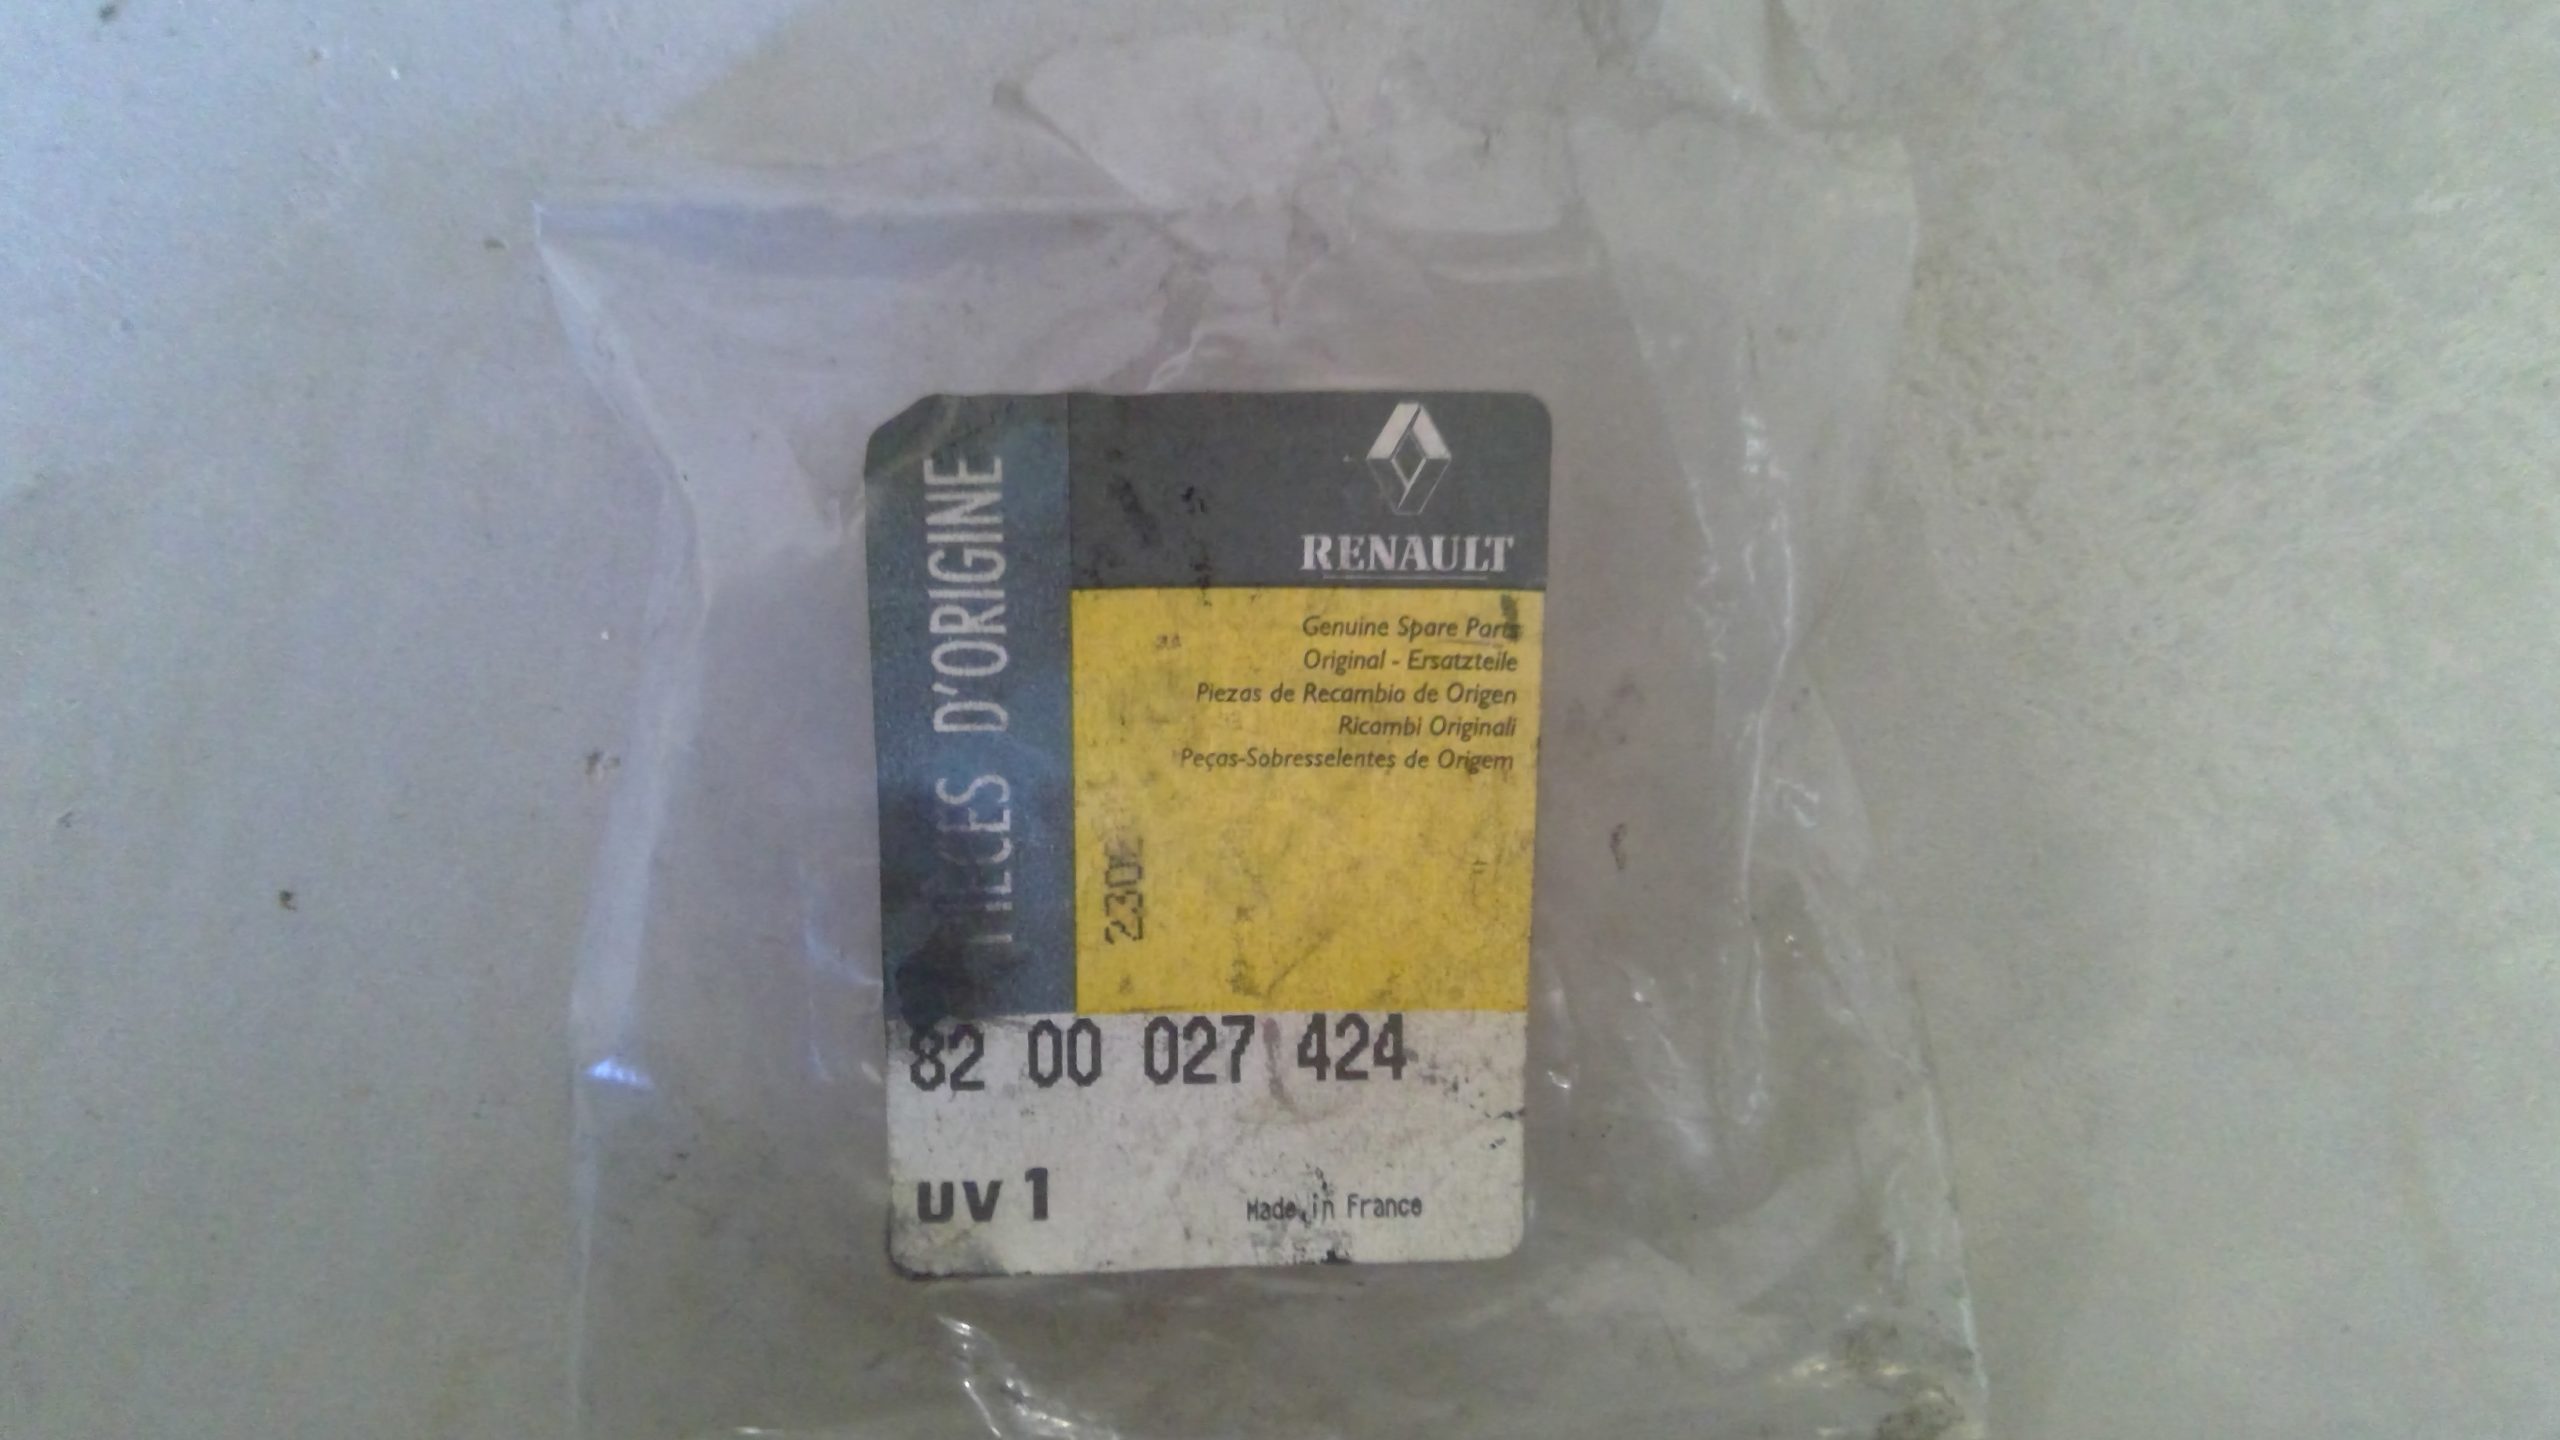 PIÈCES D'ORIGINE
RENAULT
Genuine Spare Parts
Original - Ersatzteile
Piezas de Recambio de Origen
Ricambi Originali
Peças-Sobresselentes de Origem
82 00 027 424
UV 1
Made in France